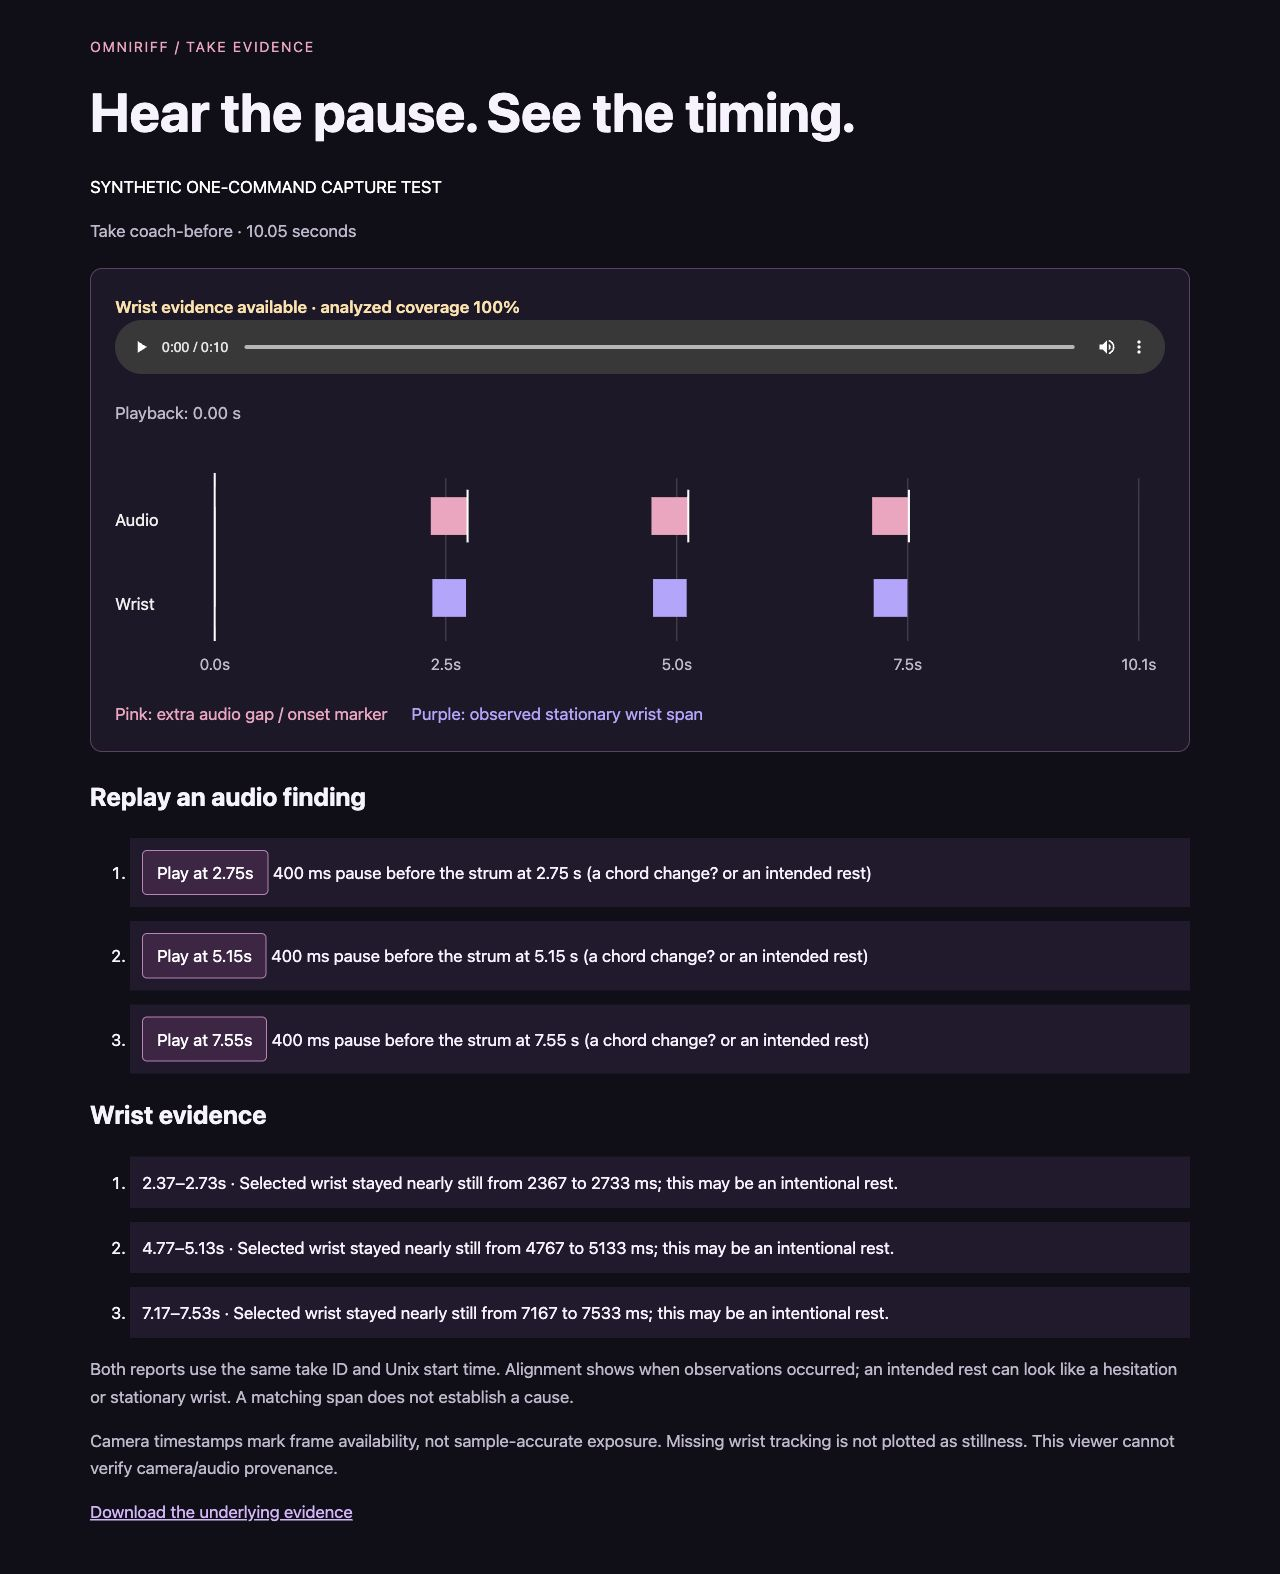 OMNIRIFF / TAKE EVIDENCE
Hear the pause. See the timing.
SYNTHETIC ONE-COMMAND CAPTURE TEST
Take coach-before · 10.05 seconds
Wrist evidence available · analyzed coverage 100%
0:00 / 0:10
Playback: 0.00 s
Audio
Wrist
0.0s 2.5s 5.0s 7.5s 10.1s
Pink: extra audio gap / onset marker Purple: observed stationary wrist span
Replay an audio finding
1. Play at 2.75s 400 ms pause before the strum at 2.75 s (a chord change? or an intended rest)
2. Play at 5.15s 400 ms pause before the strum at 5.15 s (a chord change? or an intended rest)
3. Play at 7.55s 400 ms pause before the strum at 7.55 s (a chord change? or an intended rest)
Wrist evidence
1. 2.37–2.73s · Selected wrist stayed nearly still from 2367 to 2733 ms; this may be an intentional rest.
2. 4.77–5.13s · Selected wrist stayed nearly still from 4767 to 5133 ms; this may be an intentional rest.
3. 7.17–7.53s · Selected wrist stayed nearly still from 7167 to 7533 ms; this may be an intentional rest.
Both reports use the same take ID and Unix start time. Alignment shows when observations occurred; an intended rest can look like a hesitation
or stationary wrist. A matching span does not establish a cause.
Camera timestamps mark frame availability, not sample-accurate exposure. Missing wrist tracking is not plotted as stillness. This viewer cannot
verify camera/audio provenance.
Download the underlying evidence